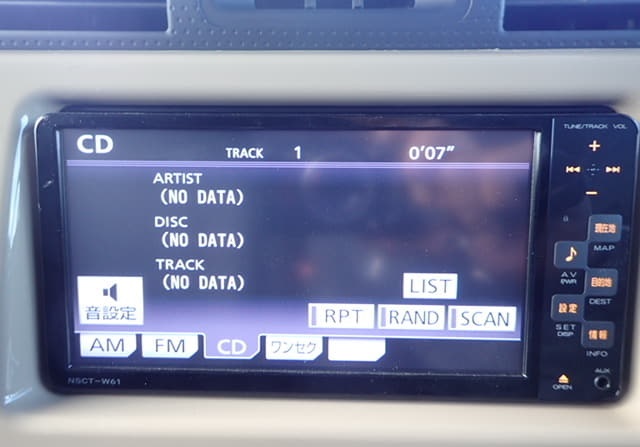 TUNE/TRACK VOL
CD
TRACK 1 0'07"
ARTIST
(NO DATA)
DISC
(NO DATA)
TRACK
(NO DATA)
現在地
MAP
♪
AV
PWR
目的地
DEST
設定
SET
DISP
情報
INFO
LIST
音設定
RPT RAND SCAN
AM FM CD ワンセグ
NSCT-W61
OPEN
AUX